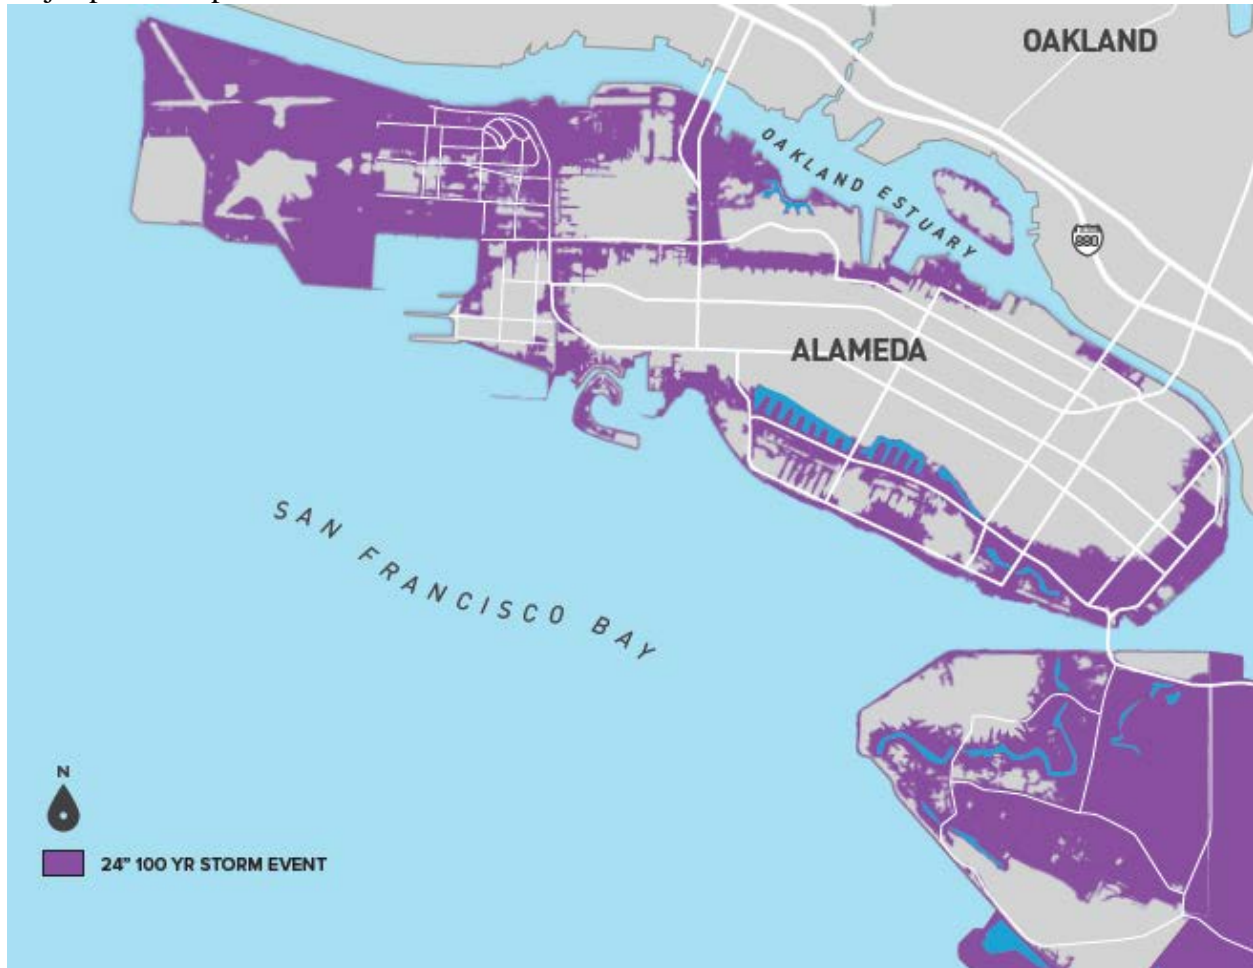 OAKLAND
OAKLAND ESTUARY
880
ALAMEDA
SAN FRANCISCO BAY
N
24” 100 YR STORM EVENT